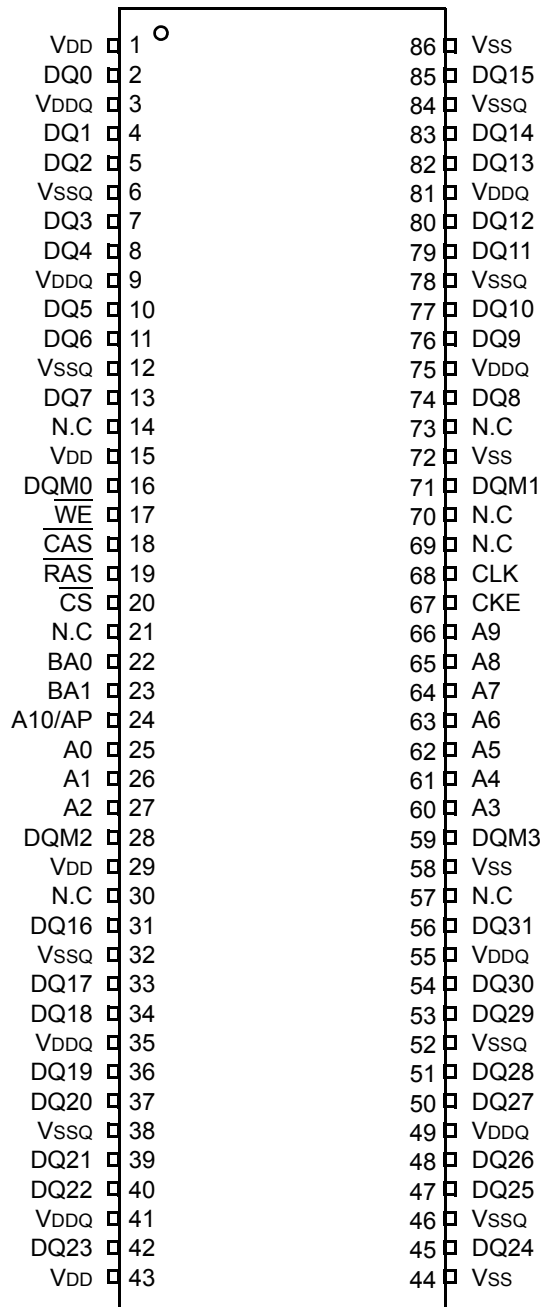 VDD 1 86 VSS
DQ0 2 85 DQ15
VDDQ 3 84 VSSQ
DQ1 4 83 DQ14
DQ2 5 82 DQ13
VSSQ 6 81 VDDQ
DQ3 7 80 DQ12
DQ4 8 79 DQ11
VDDQ 9 78 VSSQ
DQ5 10 77 DQ10
DQ6 11 76 DQ9
VSSQ 12 75 VDDQ
DQ7 13 74 DQ8
N.C 14 73 N.C
VDD 15 72 VSS
DQM0 16 71 DQM1
W̅E̅ 17 70 N.C
C̅A̅S̅ 18 69 N.C
R̅A̅S̅ 19 68 CLK
C̅S̅ 20 67 CKE
N.C 21 66 A9
BA0 22 65 A8
BA1 23 64 A7
A10/AP 24 63 A6
A0 25 62 A5
A1 26 61 A4
A2 27 60 A3
DQM2 28 59 DQM3
VDD 29 58 VSS
N.C 30 57 N.C
DQ16 31 56 DQ31
VSSQ 32 55 VDDQ
DQ17 33 54 DQ30
DQ18 34 53 DQ29
VDDQ 35 52 VSSQ
DQ19 36 51 DQ28
DQ20 37 50 DQ27
VSSQ 38 49 VDDQ
DQ21 39 48 DQ26
DQ22 40 47 DQ25
VDDQ 41 46 VSSQ
DQ23 42 45 DQ24
VDD 43 44 VSS